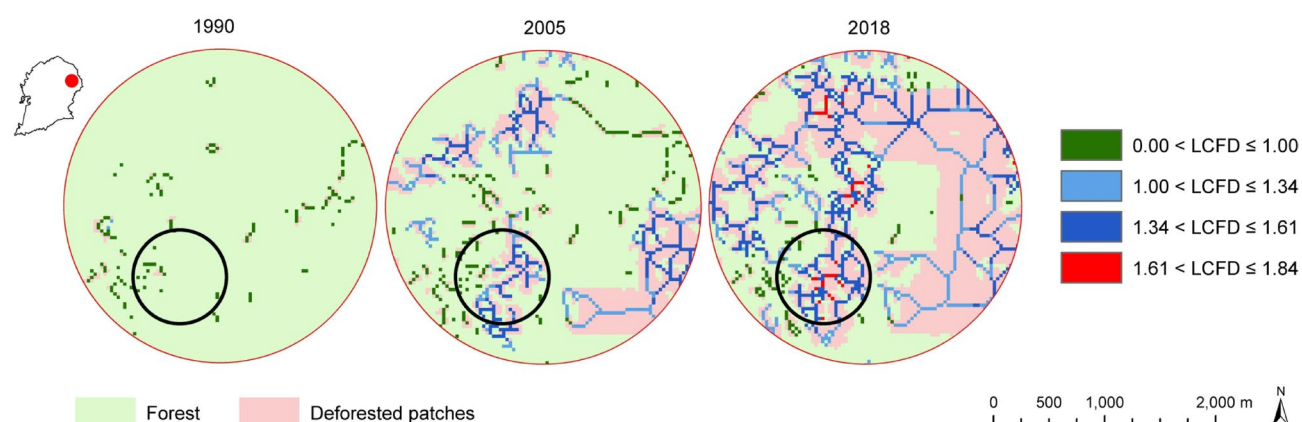 1990
2005
2018
0.00 < LCFD ≤ 1.00
1.00 < LCFD ≤ 1.34
1.34 < LCFD ≤ 1.61
1.61 < LCFD ≤ 1.84
Forest
Deforested patches
0 500 1,000 2,000 m
N